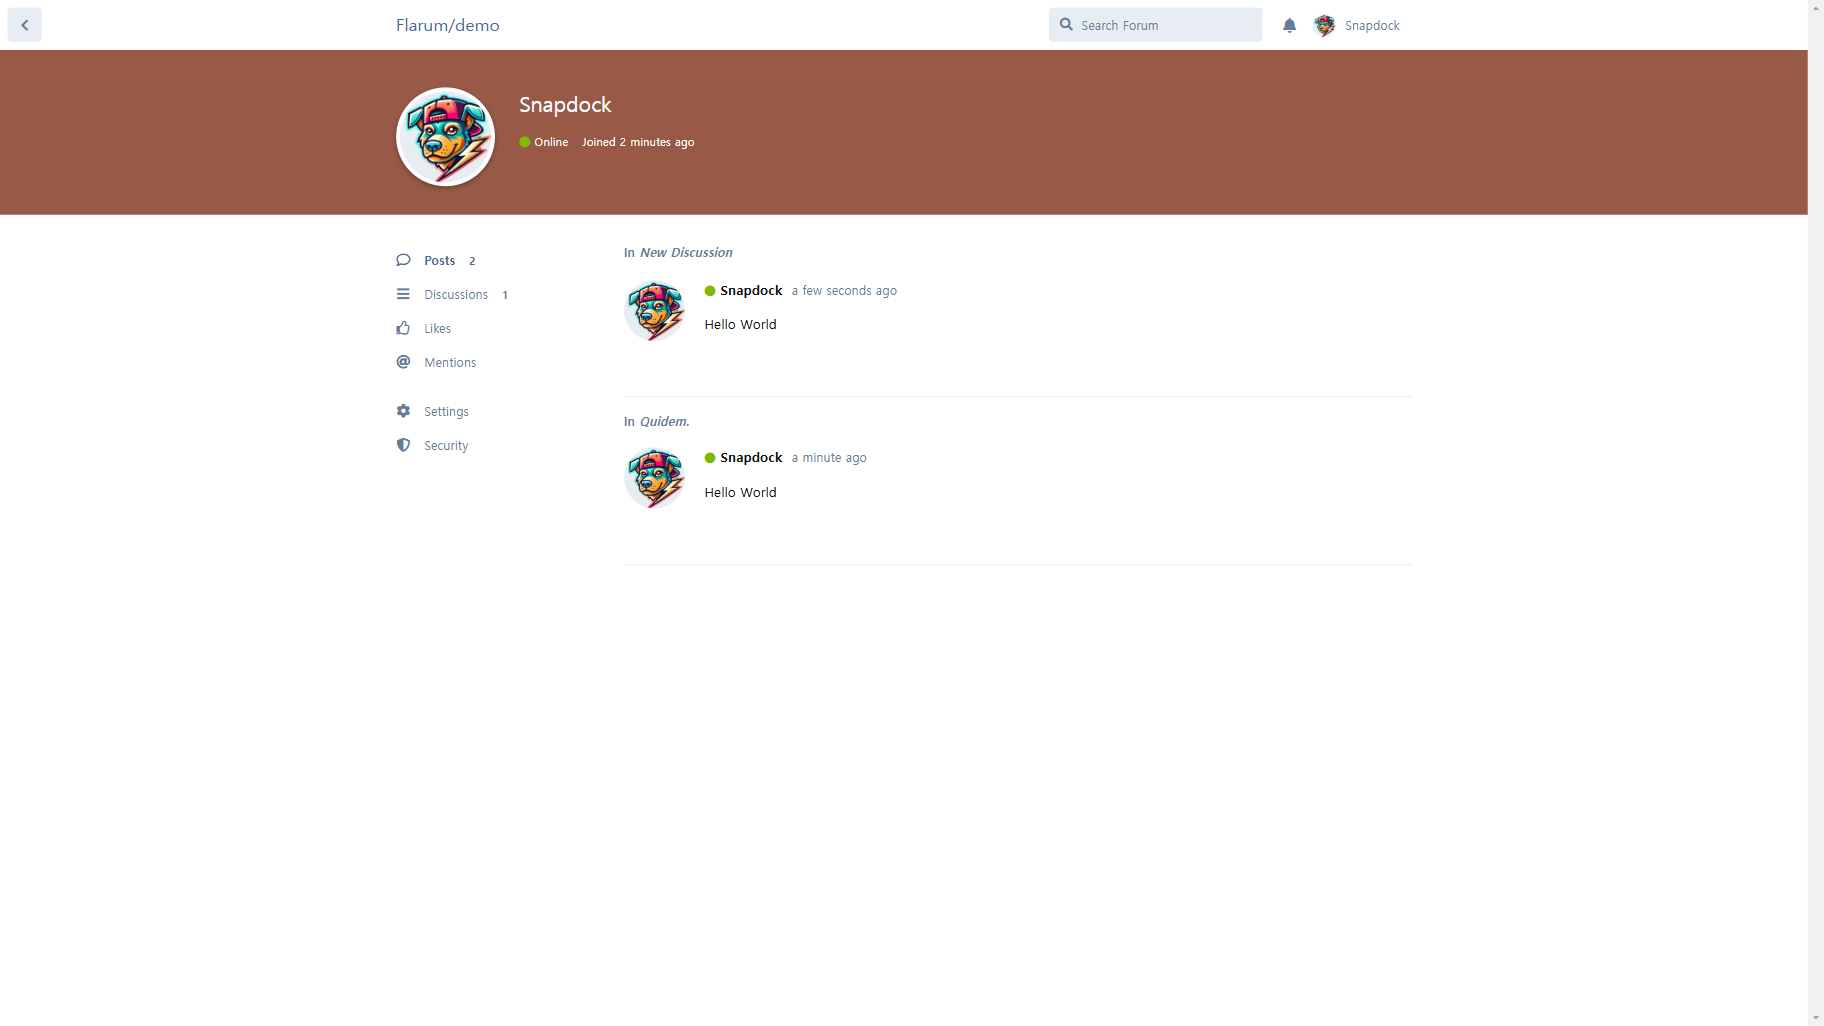 Flarum/demo
Search Forum
Snapdock
Snapdock
Online Joined 2 minutes ago
Posts 2
Discussions 1
Likes
Mentions
Settings
Security
In New Discussion
Snapdock a few seconds ago
Hello World
In Quidem.
Snapdock a minute ago
Hello World